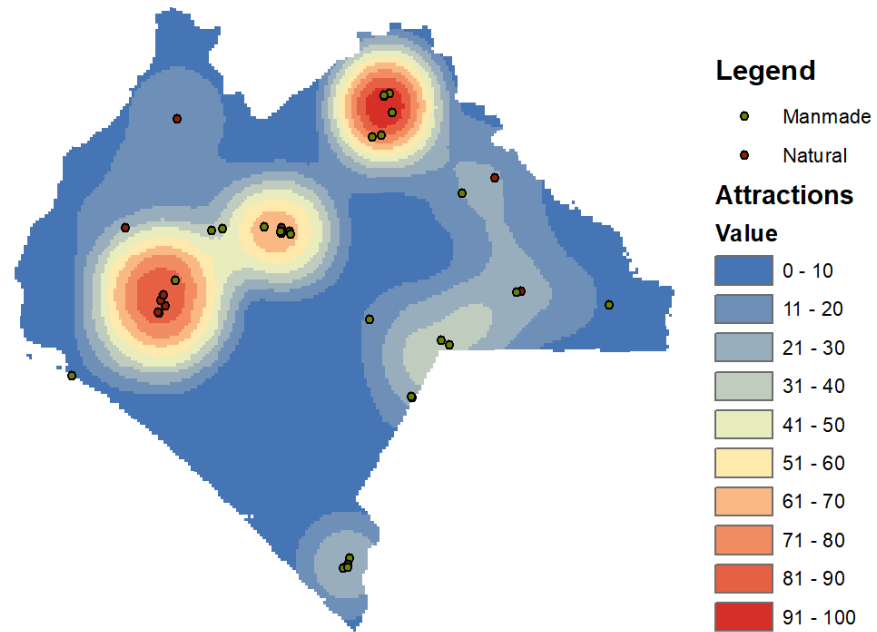 Legend
Manmade
Natural
Attractions
Value
0 - 10
11 - 20
21 - 30
31 - 40
41 - 50
51 - 60
61 - 70
71 - 80
81 - 90
91 - 100